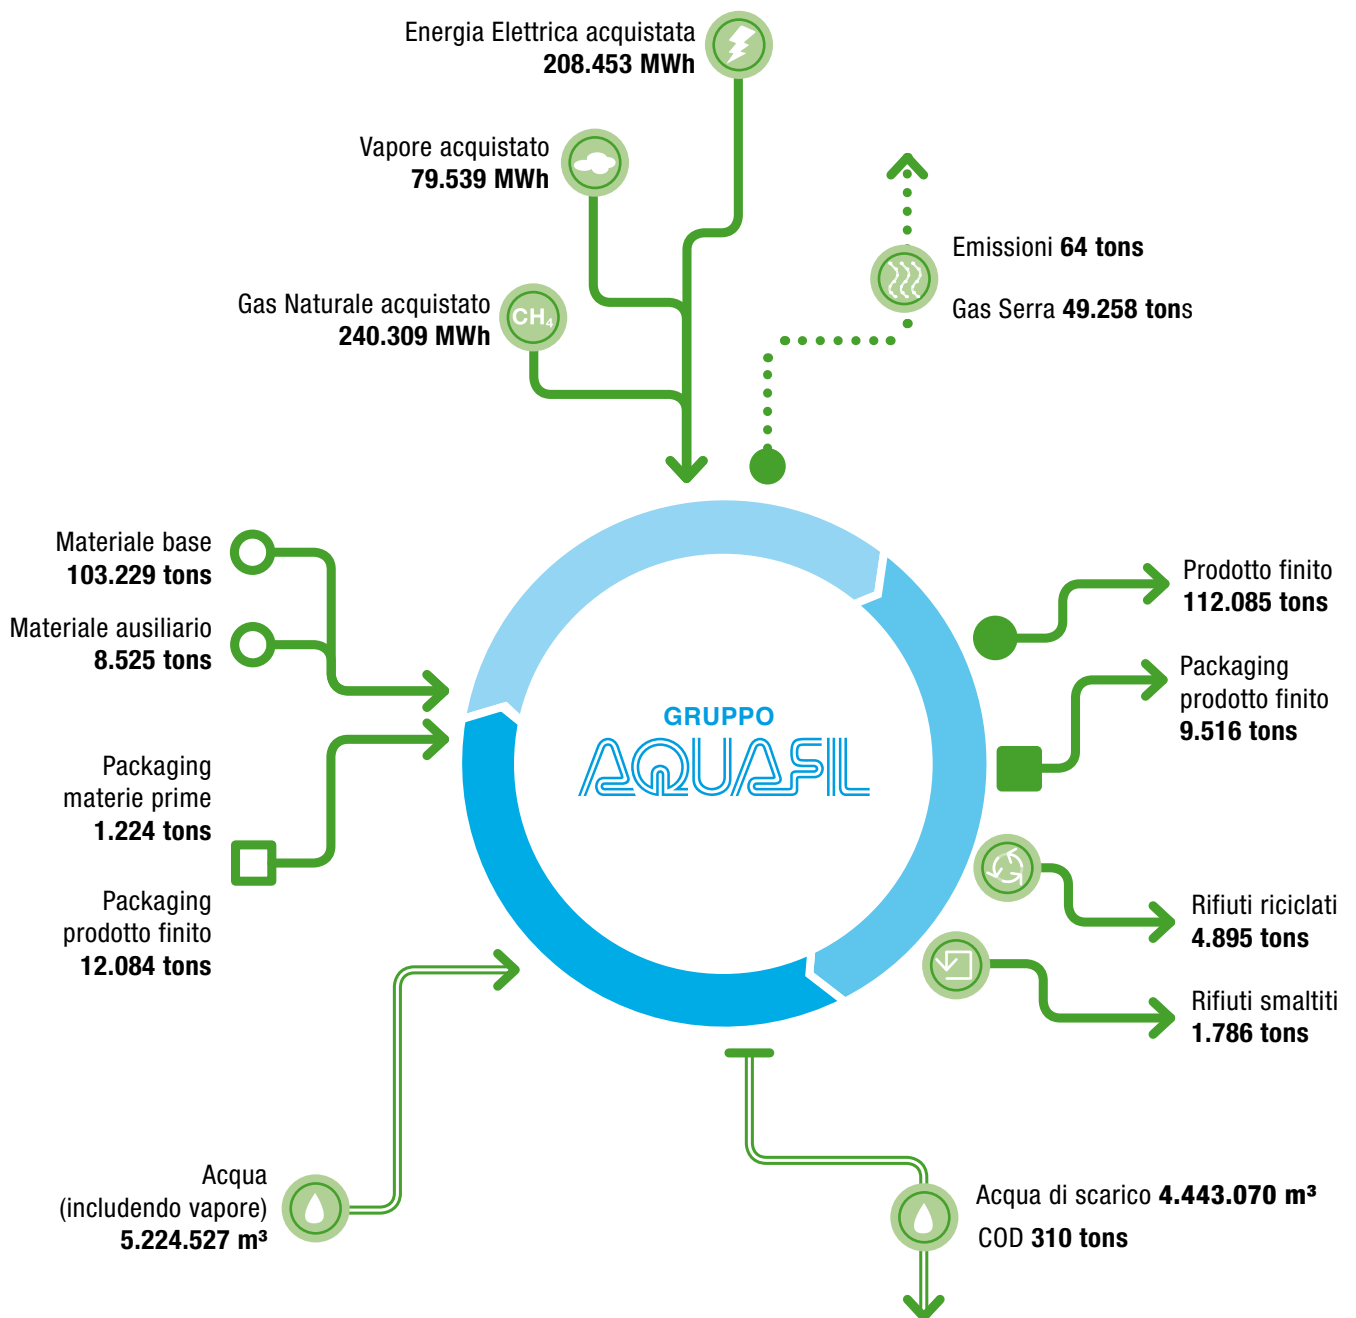 Energia Elettrica acquistata
208.453 MWh
Vapore acquistato
79.539 MWh
Emissioni 64 tons
Gas Serra 49.258 tons
Gas Naturale acquistato
240.309 MWh
CH₄
Materiale base
103.229 tons
Materiale ausiliario
8.525 tons
Packaging
materie prime
1.224 tons
Packaging
prodotto finito
12.084 tons
GRUPPO
AQUAFIL
Prodotto finito
112.085 tons
Packaging
prodotto finito
9.516 tons
Rifiuti riciclati
4.895 tons
Rifiuti smaltiti
1.786 tons
Acqua
(includendo vapore)
5.224.527 m³
Acqua di scarico 4.443.070 m³
COD 310 tons